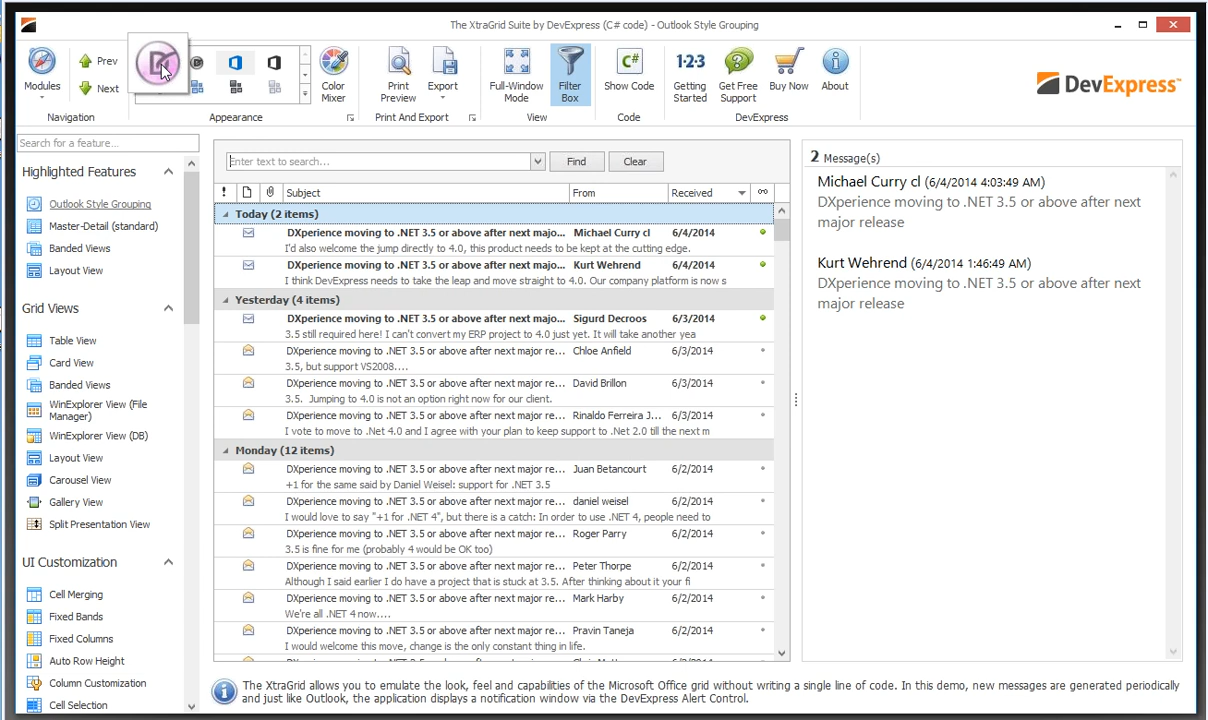 The XtraGrid Suite by DevExpress (C# code) - Outlook Style Grouping
Modules
Prev
Next
Navigation
Appearance
Color Mixer
Print Preview
Export
Print And Export
Full-Window Mode
Filter Box
View
C#
Show Code
Code
1·2·3
Getting Started
Get Free Support
Buy Now
About
DevExpress
DevExpress
Search for a feature...
Highlighted Features
Outlook Style Grouping
Master-Detail (standard)
Banded Views
Layout View
Grid Views
Table View
Card View
Banded Views
WinExplorer View (File
Manager)
WinExplorer View (DB)
Layout View
Carousel View
Gallery View
Split Presentation View
UI Customization
Cell Merging
Fixed Bands
Fixed Columns
Auto Row Height
Column Customization
Cell Selection
Enter text to search...
Find
Clear
! Subject From Received
Today (2 items)
DXperience moving to .NET 3.5 or above after next majo... Michael Curry cl 6/4/2014
I'd also welcome the jump directly to 4.0, this product needs to be kept at the cutting edge.
DXperience moving to .NET 3.5 or above after next majo... Kurt Wehrend 6/4/2014
I think DevExpress needs to take the leap and move straight to 4.0. Our company platform is now s
Yesterday (4 items)
DXperience moving to .NET 3.5 or above after next majo... Sigurd Decroos 6/3/2014
3.5 still required here! I can't convert my ERP project to 4.0 just yet. It will take another yea
DXperience moving to .NET 3.5 or above after next major re... Chloe Anfield 6/3/2014
3.5, but support VS2008....
DXperience moving to .NET 3.5 or above after next major re... David Brillon 6/3/2014
3.5.  Jumping to 4.0 is not an option right now for our client.
DXperience moving to .NET 3.5 or above after next major re... Rinaldo Ferreira J... 6/3/2014
I vote to move to .Net 4.0 and I agree with your plan to keep support to .Net 2.0 till the next m
Monday (12 items)
DXperience moving to .NET 3.5 or above after next major re... Juan Betancourt 6/2/2014
+1 for the same said by Daniel Weisel: support for .NET 3.5
DXperience moving to .NET 3.5 or above after next major re... daniel weisel 6/2/2014
I would love to say "+1 for .NET 4", but there is a catch: In order to use .NET 4, people need to
DXperience moving to .NET 3.5 or above after next major re... Roger Parry 6/2/2014
3.5 is fine for me (probably 4 would be OK too)
DXperience moving to .NET 3.5 or above after next major re... Peter Thorpe 6/2/2014
Although I said earlier I do have a project that is stuck at 3.5. After thinking about it your fi
DXperience moving to .NET 3.5 or above after next major re... Mark Harby 6/2/2014
We're all .NET 4 now....
DXperience moving to .NET 3.5 or above after next major re... Pravin Taneja 6/2/2014
I would welcome this move, change is the only constant thing in life.
2 Message(s)
Michael Curry cl (6/4/2014 4:03:49 AM)
DXperience moving to .NET 3.5 or above after next
major release
Kurt Wehrend (6/4/2014 1:46:49 AM)
DXperience moving to .NET 3.5 or above after next
major release
The XtraGrid allows you to emulate the look, feel and capabilities of the Microsoft Office grid without writing a single line of code. In this demo, new messages are generated periodically
and just like Outlook, the application displays a notification window via the DevExpress Alert Control.